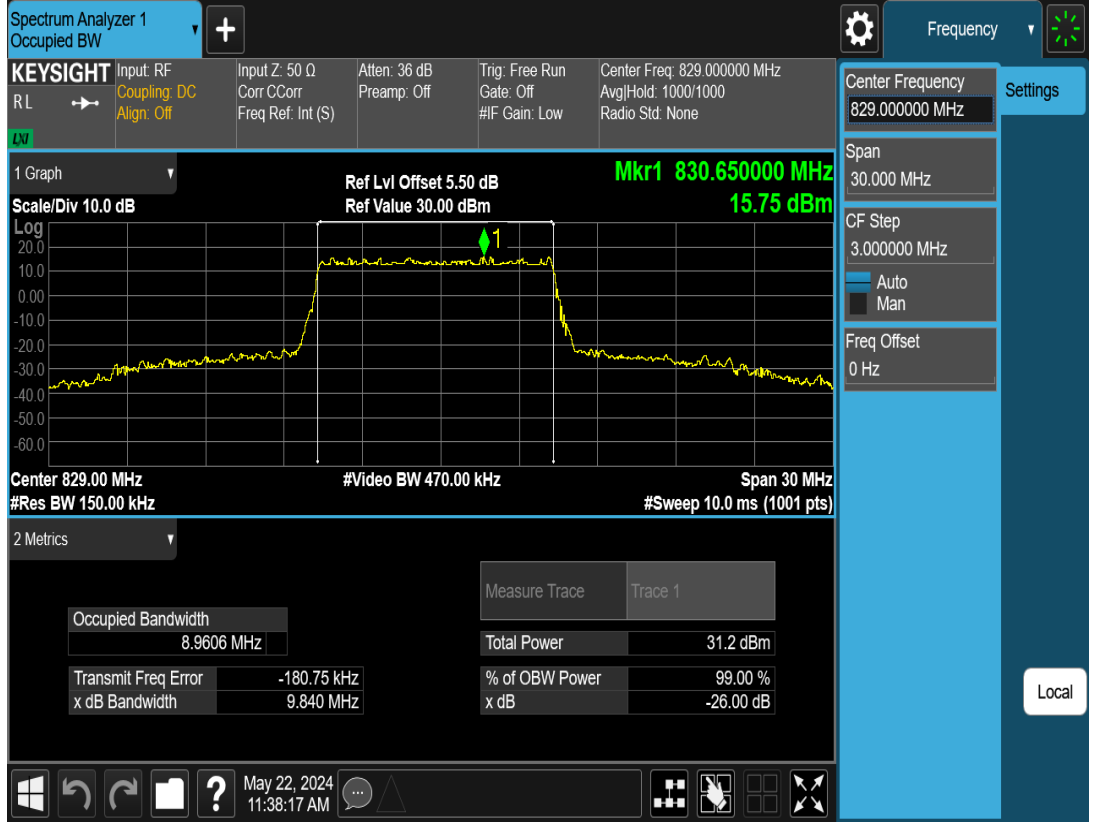 Spectrum Analyzer 1
Occupied BW
+
Frequency
KEYSIGHT
RL
LXI
Input: RF
Coupling: DC
Align: Off
Input Z: 50 Ω
Corr CCorr
Freq Ref: Int (S)
Atten: 36 dB
Preamp: Off
Trig: Free Run
Gate: Off
#IF Gain: Low
Center Freq: 829.000000 MHz
Avg|Hold: 1000/1000
Radio Std: None
Center Frequency
829.000000 MHz
Settings
Span
30.000 MHz
CF Step
3.000000 MHz
Auto
Man
Freq Offset
0 Hz
Local
1 Graph
Scale/Div 10.0 dB
Ref Lvl Offset 5.50 dB
Ref Value 30.00 dBm
Mkr1 830.650000 MHz
15.75 dBm
Log
1
20.0
10.0
0.00
-10.0
-20.0
-30.0
-40.0
-50.0
-60.0
Center 829.00 MHz
#Video BW 470.00 kHz
Span 30 MHz
#Res BW 150.00 kHz
#Sweep 10.0 ms (1001 pts)
2 Metrics
Measure Trace
Trace 1
Occupied Bandwidth
8.9606 MHz
Total Power
31.2 dBm
Transmit Freq Error
-180.75 kHz
% of OBW Power
99.00 %
x dB Bandwidth
9.840 MHz
x dB
-26.00 dB
?
May 22, 2024
11:38:17 AM